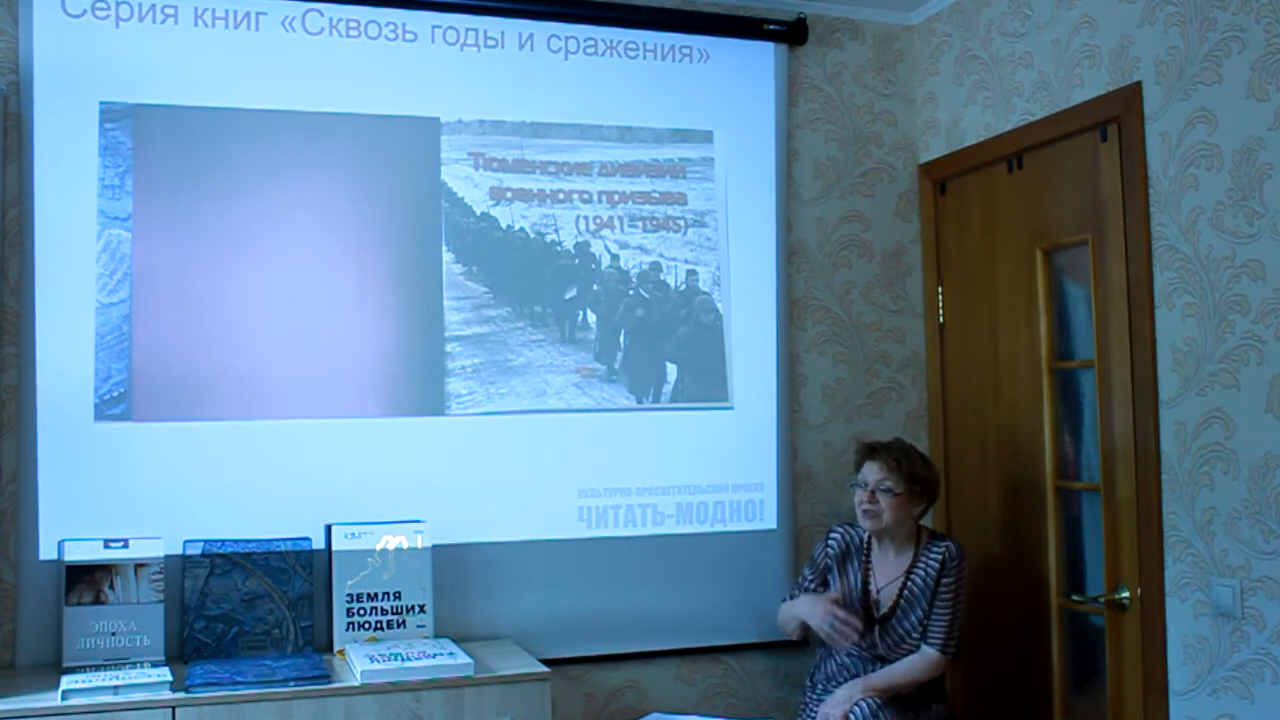 Серия книг «Сквозь годы и сражения»
Тюменские дивизии
военного призыва
(1941-1945)
КУЛЬТУРНО-ПРОСВЕТИТЕЛЬСКИЙ ПРОЕКТ
ЧИТАТЬ-МОДНО!
ЭПОХА
ЛИЧНОСТЬ
ЗЕМЛЯ
БОЛЬШИХ
ЛЮДЕЙ